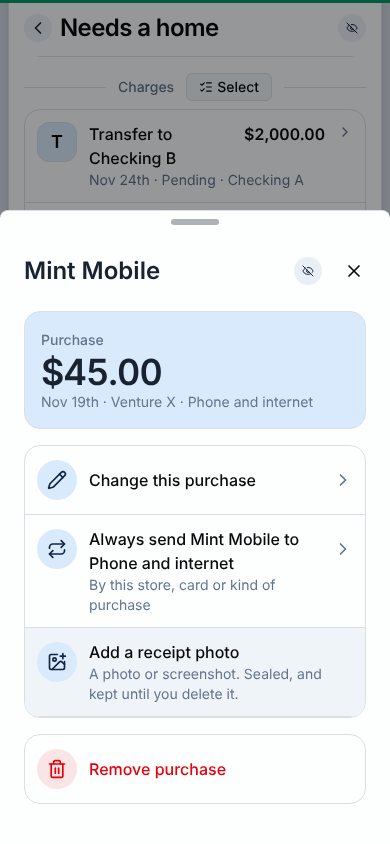 Needs a home
Charges
Select
T
Transfer to
Checking B
$2,000.00
Nov 24th · Pending · Checking A
Mint Mobile
Purchase
$45.00
Nov 19th · Venture X · Phone and internet
Change this purchase
Always send Mint Mobile to
Phone and internet
By this store, card or kind of
purchase
Add a receipt photo
A photo or screenshot. Sealed, and
kept until you delete it.
Remove purchase